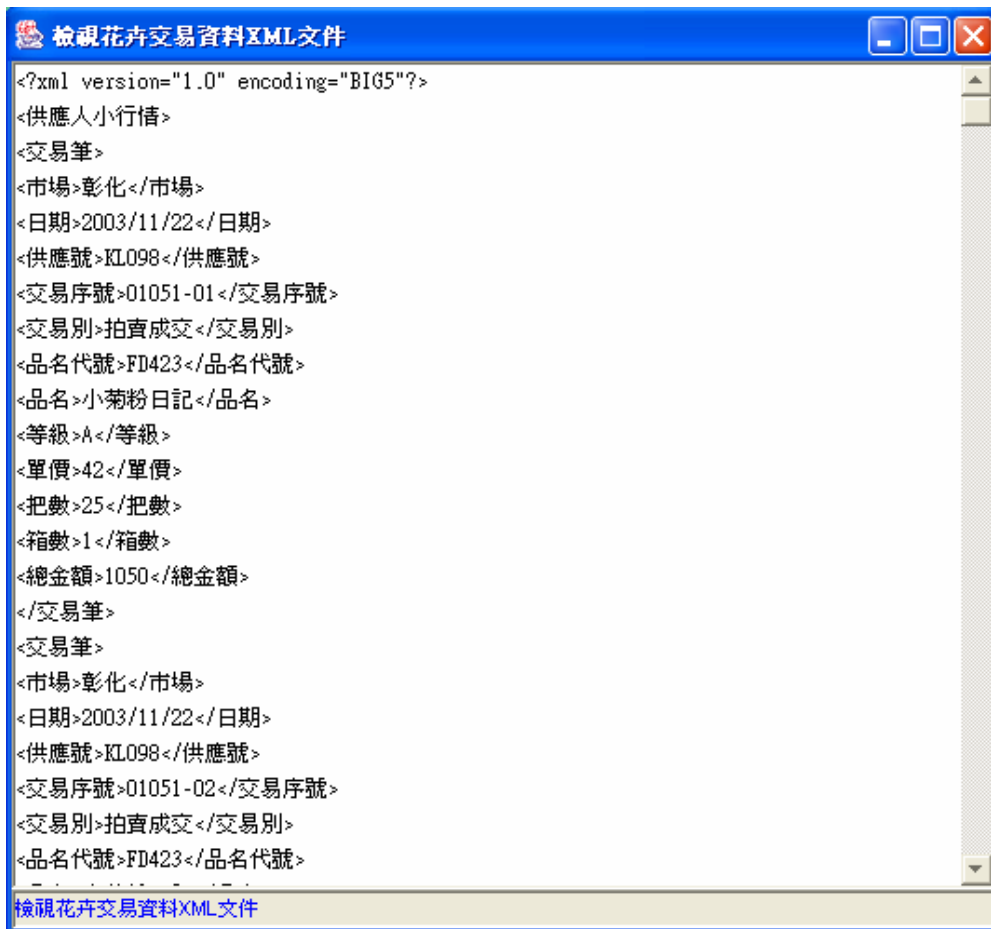 檢視花卉交易資料XML文件
<?xml version="1.0" encoding="BIG5"?>
<供應人小行情>
<交易筆>
<市場>彰化</市場>
<日期>2003/11/22</日期>
<供應號>KL098</供應號>
<交易序號>01051-01</交易序號>
<交易別>拍賣成交</交易別>
<品名代號>FD423</品名代號>
<品名>小菊粉日記</品名>
<等級>A</等級>
<單價>42</單價>
<把數>25</把數>
<箱數>1</箱數>
<總金額>1050</總金額>
</交易筆>
<交易筆>
<市場>彰化</市場>
<日期>2003/11/22</日期>
<供應號>KL098</供應號>
<交易序號>01051-02</交易序號>
<交易別>拍賣成交</交易別>
<品名代號>FD423</品名代號>
檢視花卉交易資料XML文件